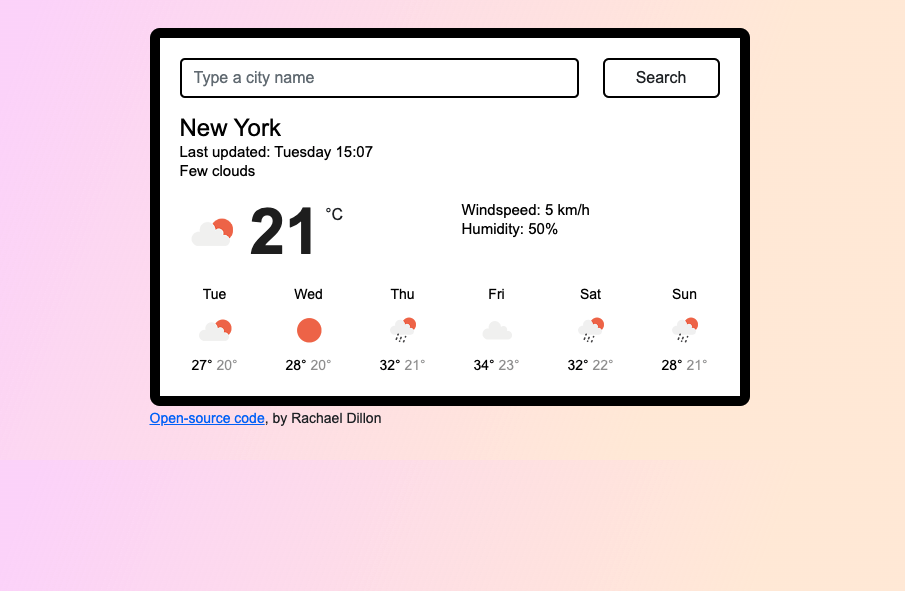 Type a city name
Search
New York
Last updated: Tuesday 15:07
Few clouds
21 °C
Windspeed: 5 km/h
Humidity: 50%
Tue Wed Thu Fri Sat Sun
27° 20° 28° 20° 32° 21° 34° 23° 32° 22° 28° 21°
Open-source code, by Rachael Dillon